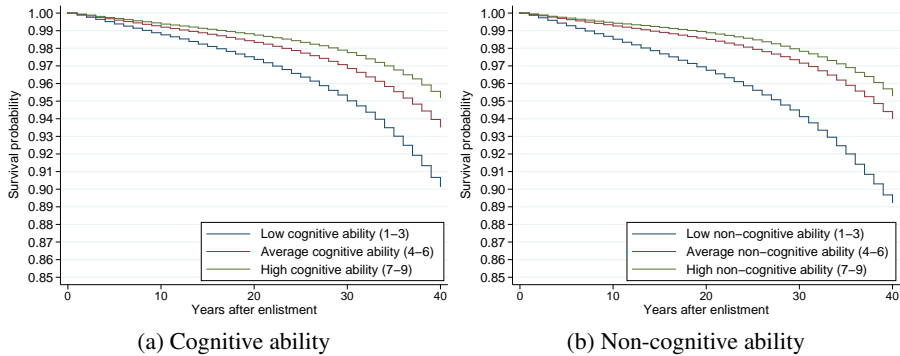 1.00
0.99
0.98
0.97
0.96
0.95
0.94
0.93
0.92
0.91
0.90
0.89
0.88
0.87
0.86
0.85
Survival probability
Low cognitive ability (1−3)
Average cognitive ability (4−6)
High cognitive ability (7−9)
0 10 20 30 40
Years after enlistment
(a) Cognitive ability
1.00
0.99
0.98
0.97
0.96
0.95
0.94
0.93
0.92
0.91
0.90
0.89
0.88
0.87
0.86
0.85
Survival probability
Low non−cognitive ability (1−3)
Average non−cognitive ability (4−6)
High non−cognitive ability (7−9)
0 10 20 30 40
Years after enlistment
(b) Non-cognitive ability